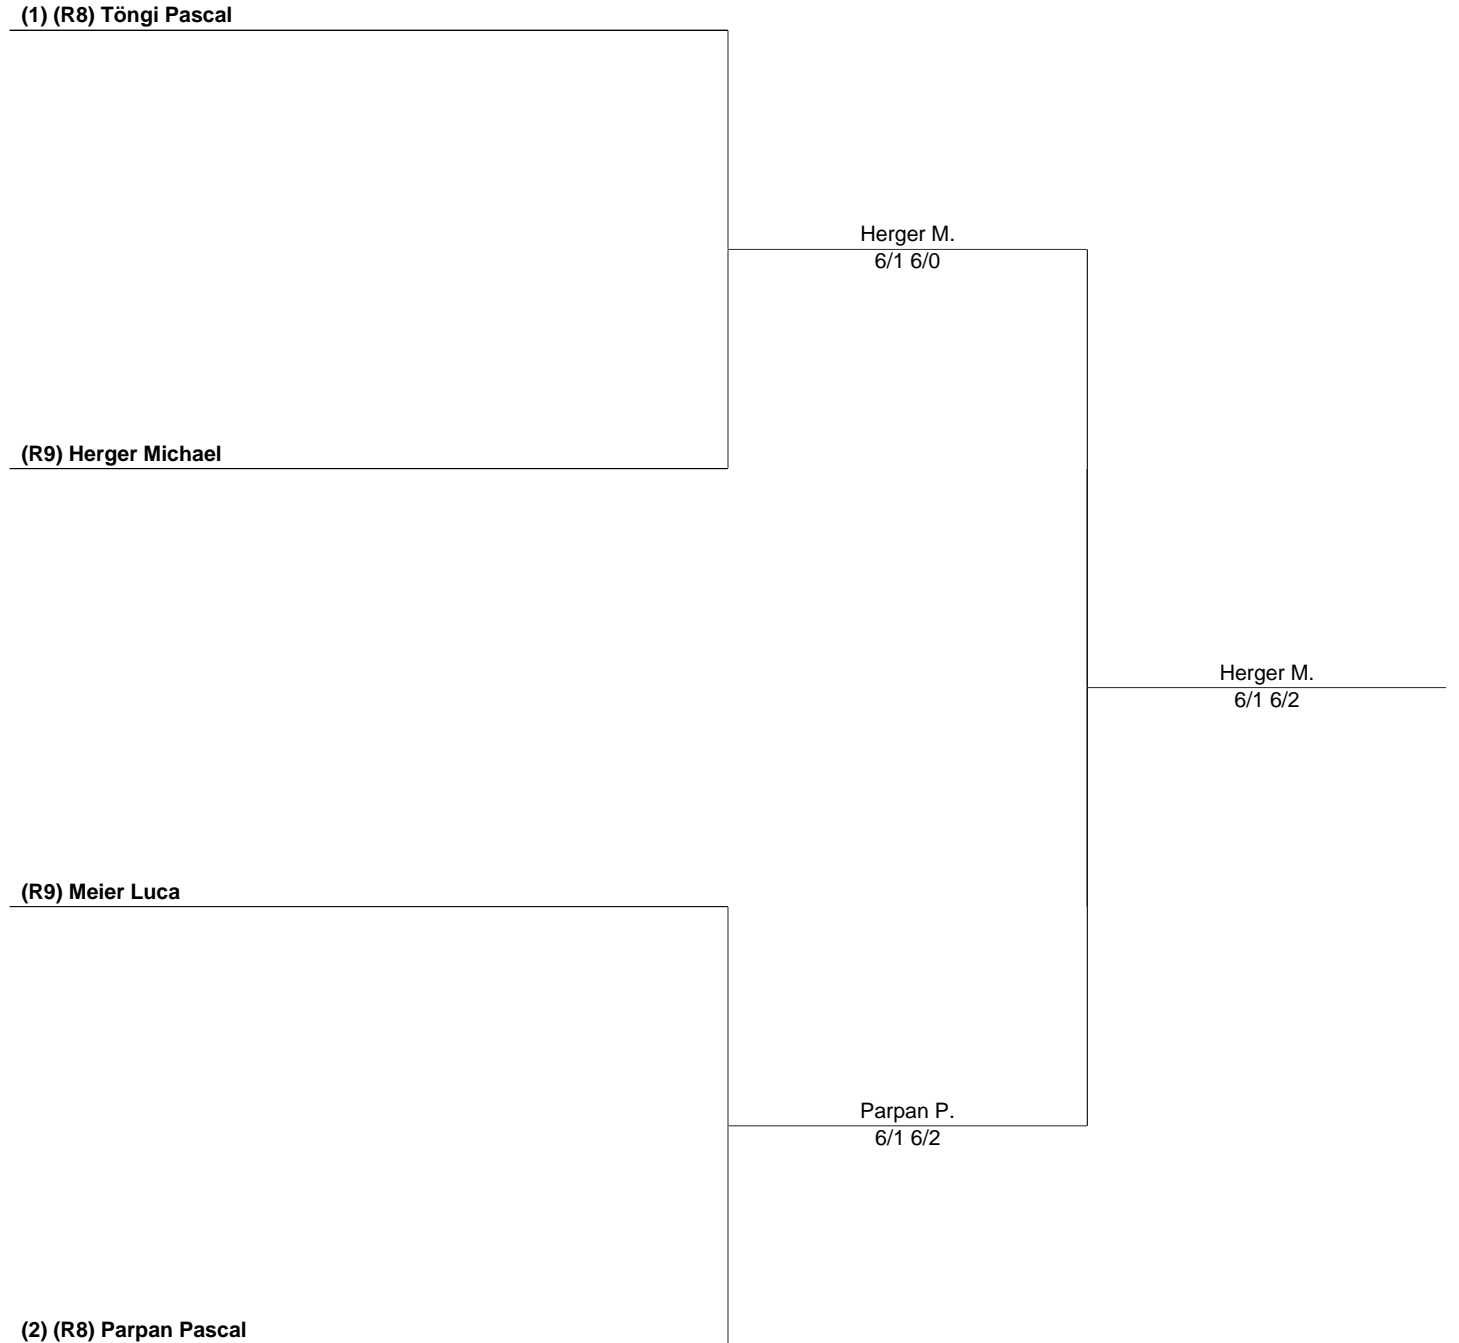 (1) (R8) Töngi Pascal
Herger M.
6/1 6/0
(R9) Herger Michael
Herger M.
6/1 6/2
(R9) Meier Luca
Parpan P.
6/1 6/2
(2) (R8) Parpan Pascal